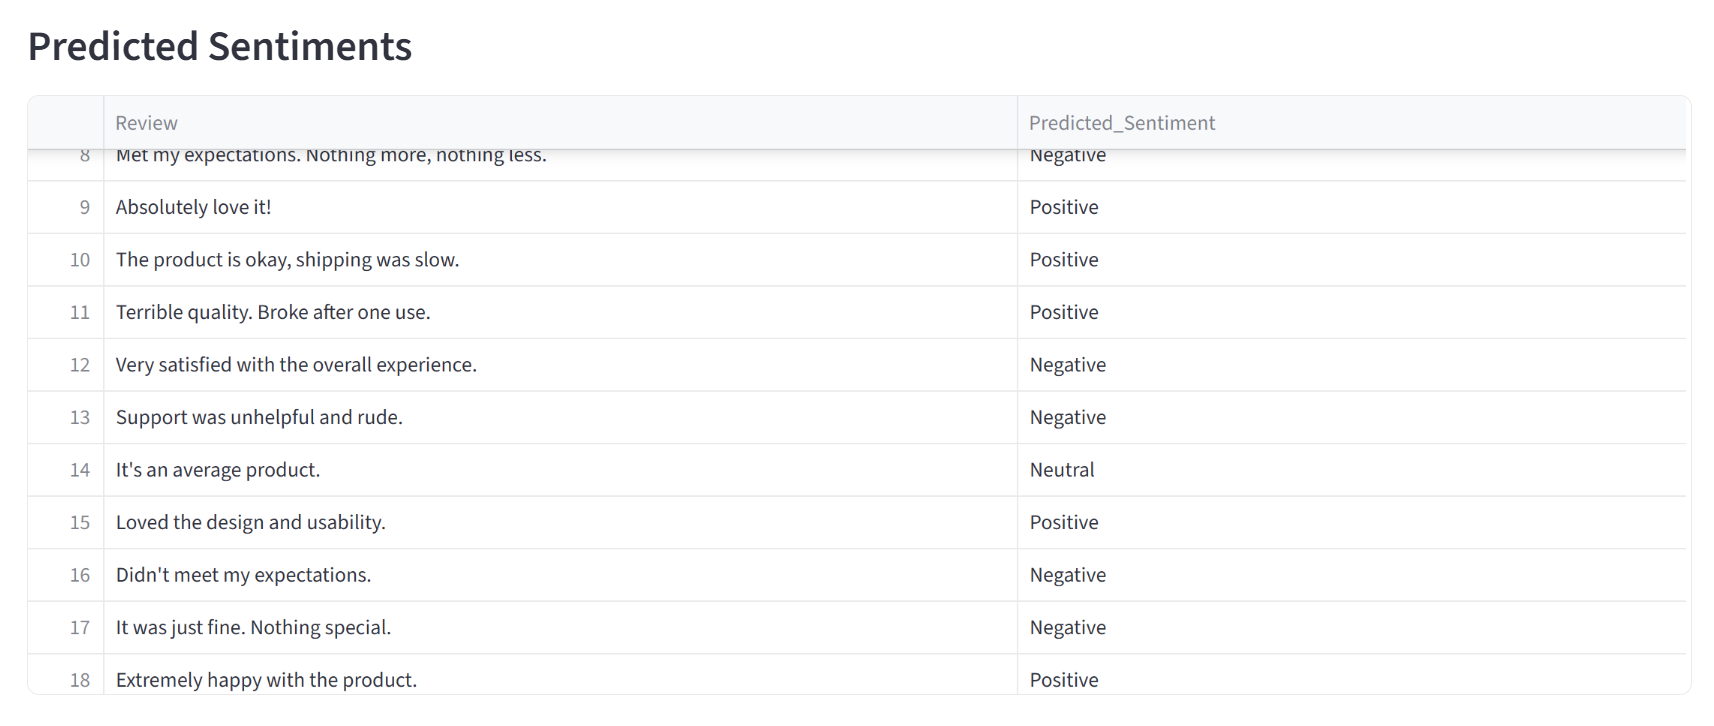 Predicted Sentiments
Review Predicted_Sentiment
8 Met my expectations. Nothing more, nothing less. Negative
9 Absolutely love it! Positive
10 The product is okay, shipping was slow. Positive
11 Terrible quality. Broke after one use. Positive
12 Very satisfied with the overall experience. Negative
13 Support was unhelpful and rude. Negative
14 It's an average product. Neutral
15 Loved the design and usability. Positive
16 Didn't meet my expectations. Negative
17 It was just fine. Nothing special. Negative
18 Extremely happy with the product. Positive